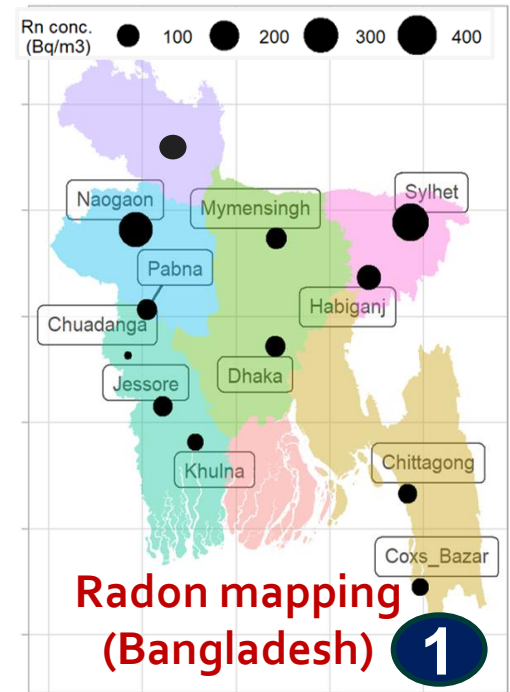 Rn conc.
(Bq/m3)
100
200
300
400
Naogaon
Mymensingh
Sylhet
Pabna
Habiganj
Chuadanga
Dhaka
Jessore
Khulna
Chittagong
Coxs_Bazar
Radon mapping
(Bangladesh)
1